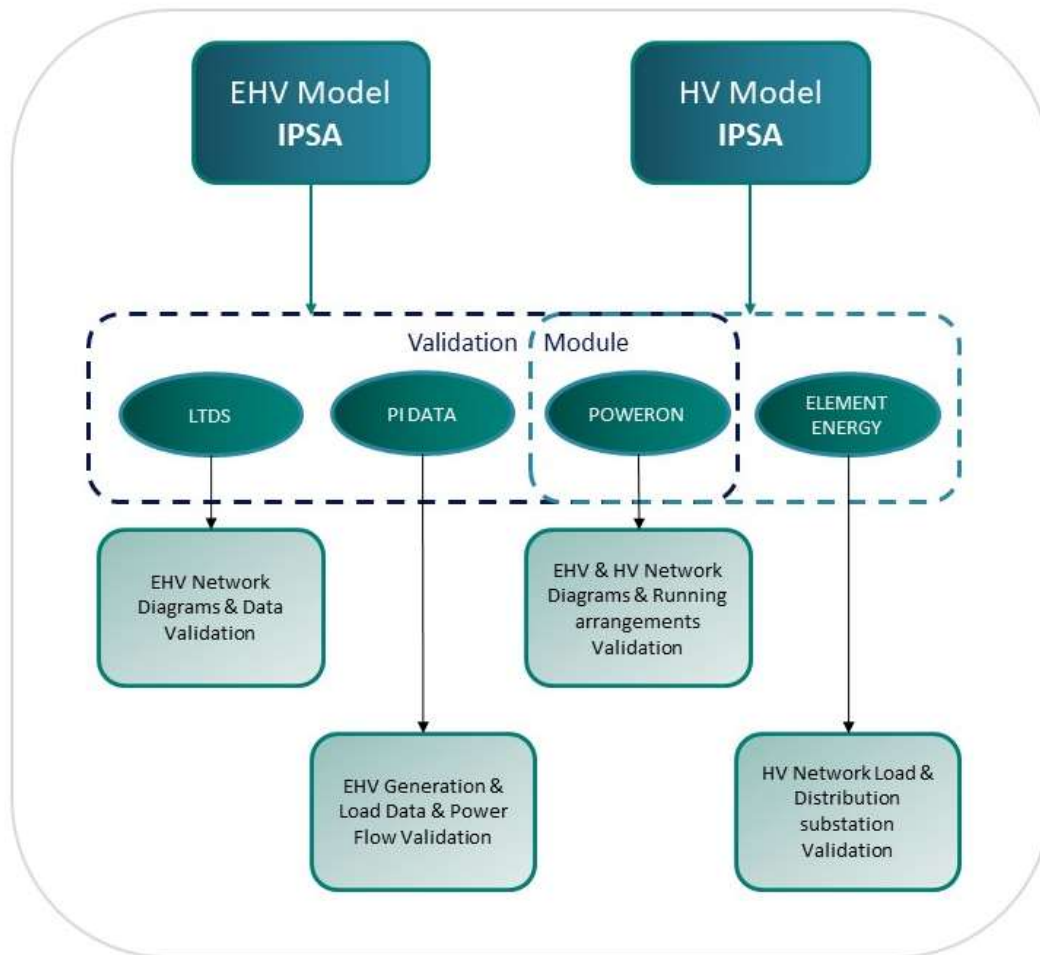 EHV Model
IPSA
HV Model
IPSA
Validation Module
LTDS
PI DATA
POWERON
ELEMENT
ENERGY
EHV Network
Diagrams & Data
Validation
EHV & HV Network
Diagrams & Running
arrangements
Validation
EHV Generation &
Load Data & Power
Flow Validation
HV Network Load &
Distribution
substation
Validation